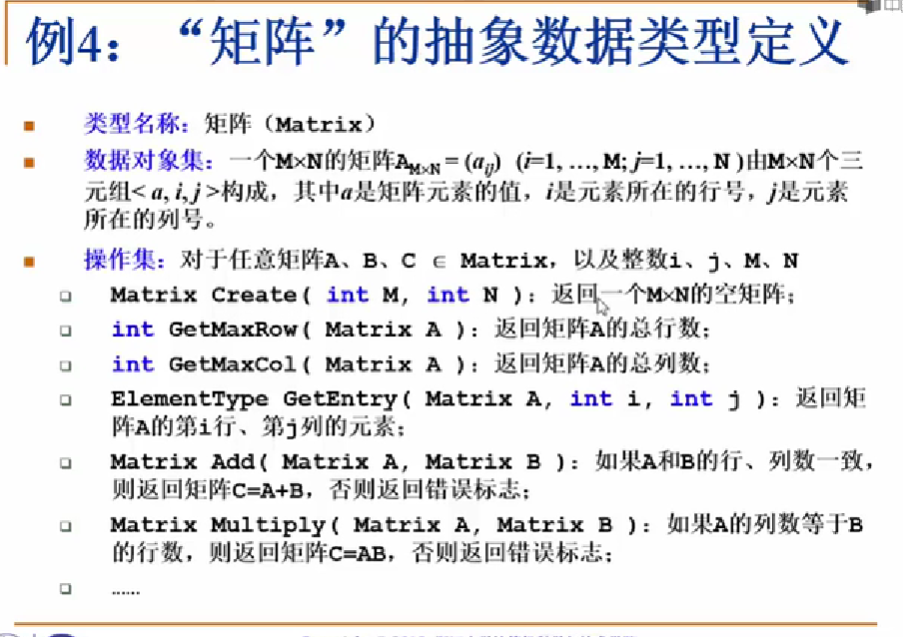 例4：“矩阵”的抽象数据类型定义
类型名称：矩阵（Matrix）
数据对象集：一个M×N的矩阵A_{M×N} = (a_{ij}) (i=1, …, M; j=1, …, N )由M×N个三
元组< a, i, j >构成，其中a是矩阵元素的值，i是元素所在的行号，j是元素
所在的列号。
操作集：对于任意矩阵A、B、C ∈ Matrix，以及整数i、j、M、N
Matrix Create( int M, int N )：返回一个M×N的空矩阵；
int GetMaxRow( Matrix A )：返回矩阵A的总行数；
int GetMaxCol( Matrix A )：返回矩阵A的总列数；
ElementType GetEntry( Matrix A, int i, int j )：返回矩
阵A的第i行、第j列的元素；
Matrix Add( Matrix A, Matrix B )：如果A和B的行、列数一致，
则返回矩阵C=A+B，否则返回错误标志；
Matrix Multiply( Matrix A, Matrix B )：如果A的列数等于B
的行数，则返回矩阵C=AB，否则返回错误标志；
……